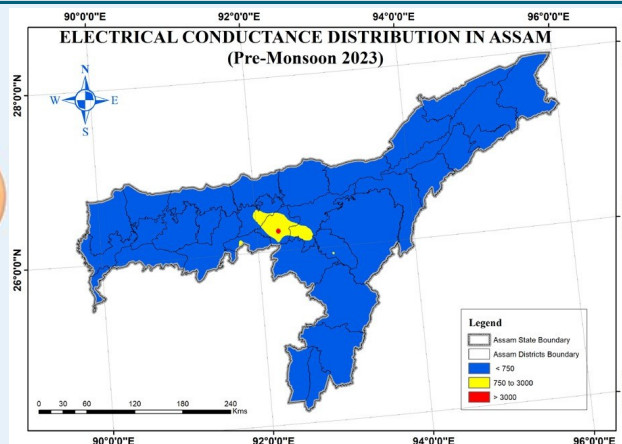 90°0'0"E 92°0'0"E 94°0'0"E 96°0'0"E
ELECTRICAL CONDUCTANCE DISTRIBUTION IN ASSAM
(Pre-Monsoon 2023)
N
W E
S
28°0'0"N
26°0'0"N
Legend
Assam State Boundary
Assam Districts Boundary
< 750
750 to 3000
> 3000
0 30 60 120 180 240
Kms
90°0'0"E 92°0'0"E 94°0'0"E 96°0'0"E